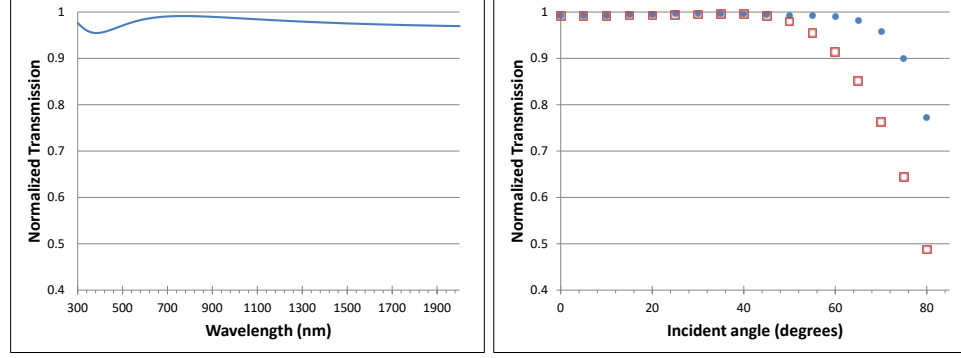 1
0.9
0.8
0.7
0.6
0.5
0.4
Normalized Transmission
300 500 700 900 1100 1300 1500 1700 1900
Wavelength (nm)
1
0.9
0.8
0.7
0.6
0.5
0.4
Normalized Transmission
0 20 40 60 80
Incident angle (degrees)